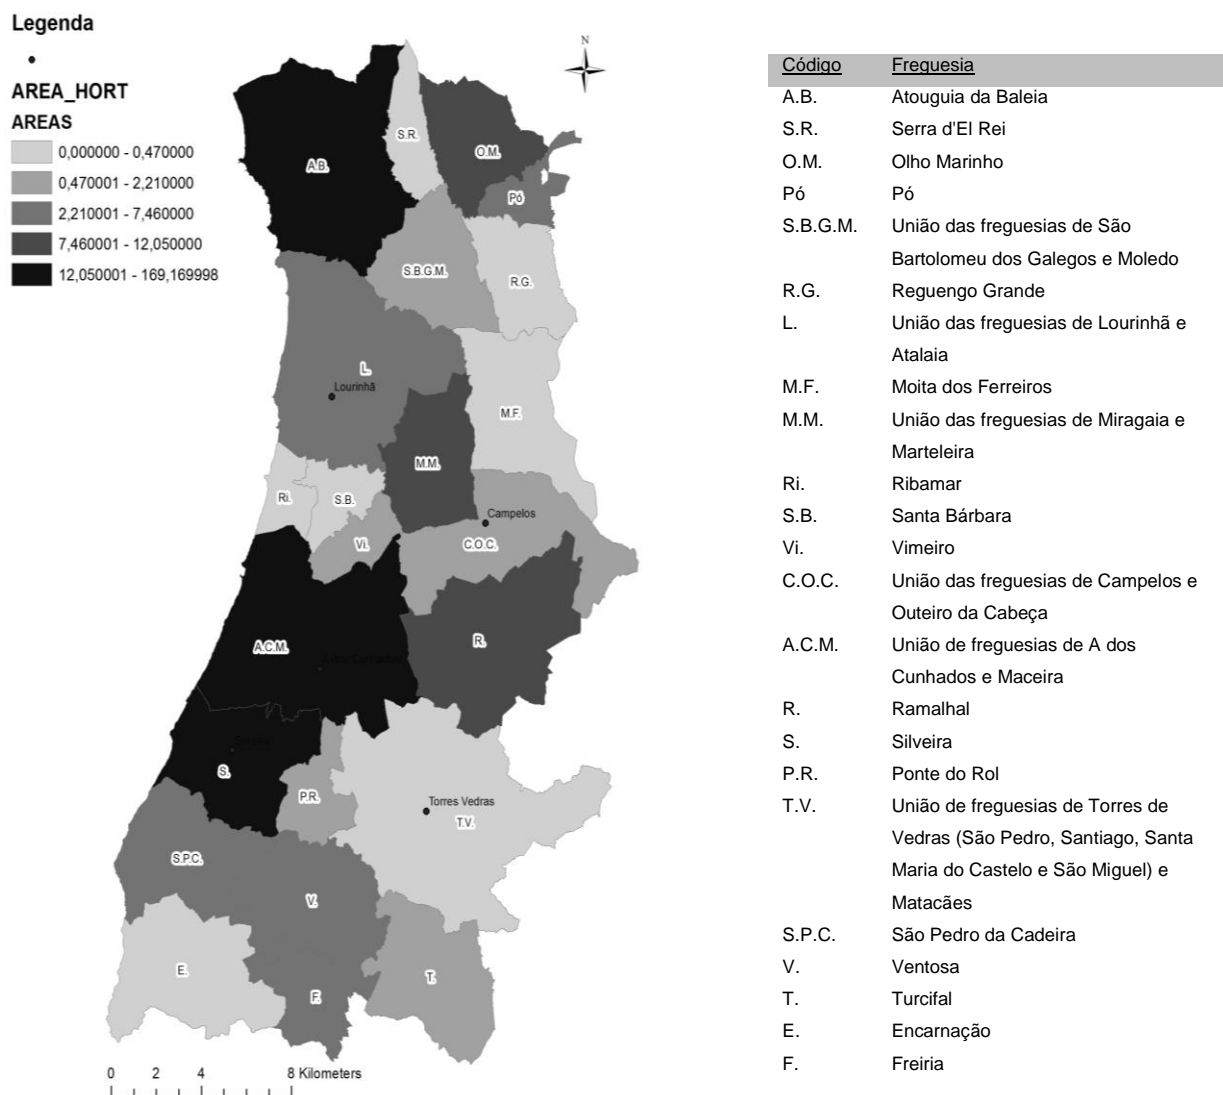 Legenda
AREA_HORT
AREAS
0,000000 - 0,470000
0,470001 - 2,210000
2,210001 - 7,460000
7,460001 - 12,050000
12,050001 - 169,169998
N
A.B.
S.R.
O.M.
Pó
S.B.G.M.
R.G.
L.
Lourinhã
M.F.
M.M.
Ri.
S.B.
Campelos
Vi.
C.O.C.
A.C.M.
R.
S.
P.R.
Torres Vedras
T.V.
S.P.C.
V.
E.
T.
F.
0 2 4 8 Kilometers
Código Freguesia
A.B. Atouguia da Baleia
S.R. Serra d'El Rei
O.M. Olho Marinho
Pó Pó
S.B.G.M. União das freguesias de São
Bartolomeu dos Galegos e Moledo
R.G. Reguengo Grande
L. União das freguesias de Lourinhã e
Atalaia
M.F. Moita dos Ferreiros
M.M. União das freguesias de Miragaia e
Marteleira
Ri. Ribamar
S.B. Santa Bárbara
Vi. Vimeiro
C.O.C. União das freguesias de Campelos e
Outeiro da Cabeça
A.C.M. União de freguesias de A dos
Cunhados e Maceira
R. Ramalhal
S. Silveira
P.R. Ponte do Rol
T.V. União de freguesias de Torres de
Vedras (São Pedro, Santiago, Santa
Maria do Castelo e São Miguel) e
Matacães
S.P.C. São Pedro da Cadeira
V. Ventosa
T. Turcifal
E. Encarnação
F. Freiria